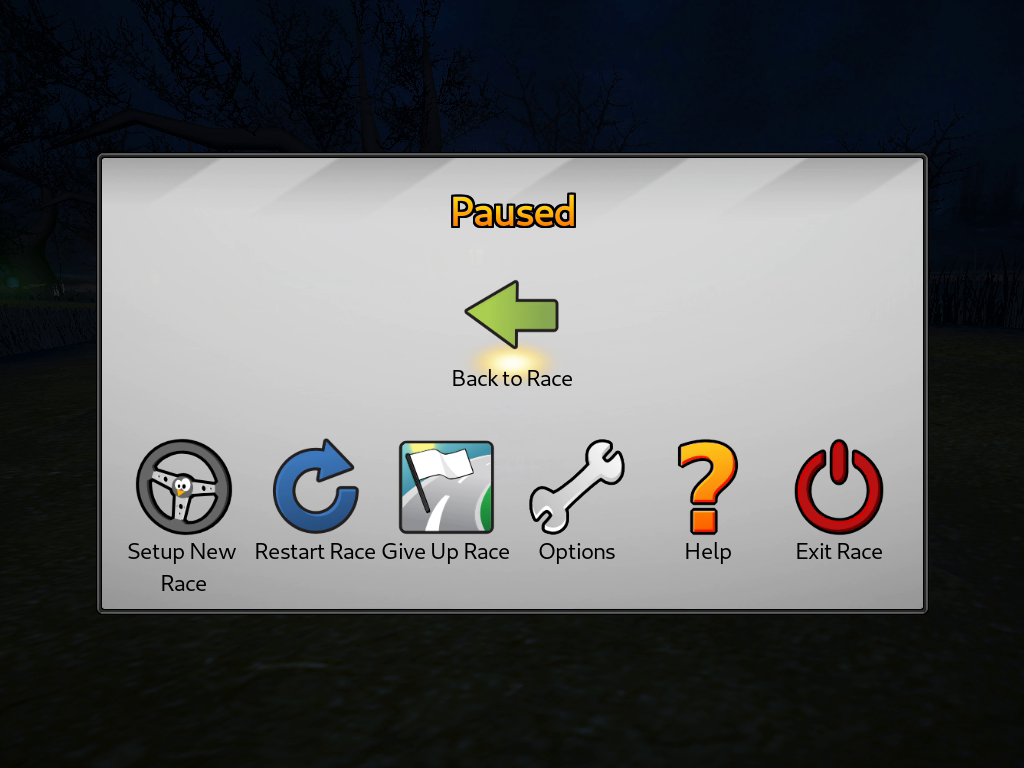 Paused
Back to Race
Setup New Race
Restart Race
Give Up Race
Options
Help
Exit Race